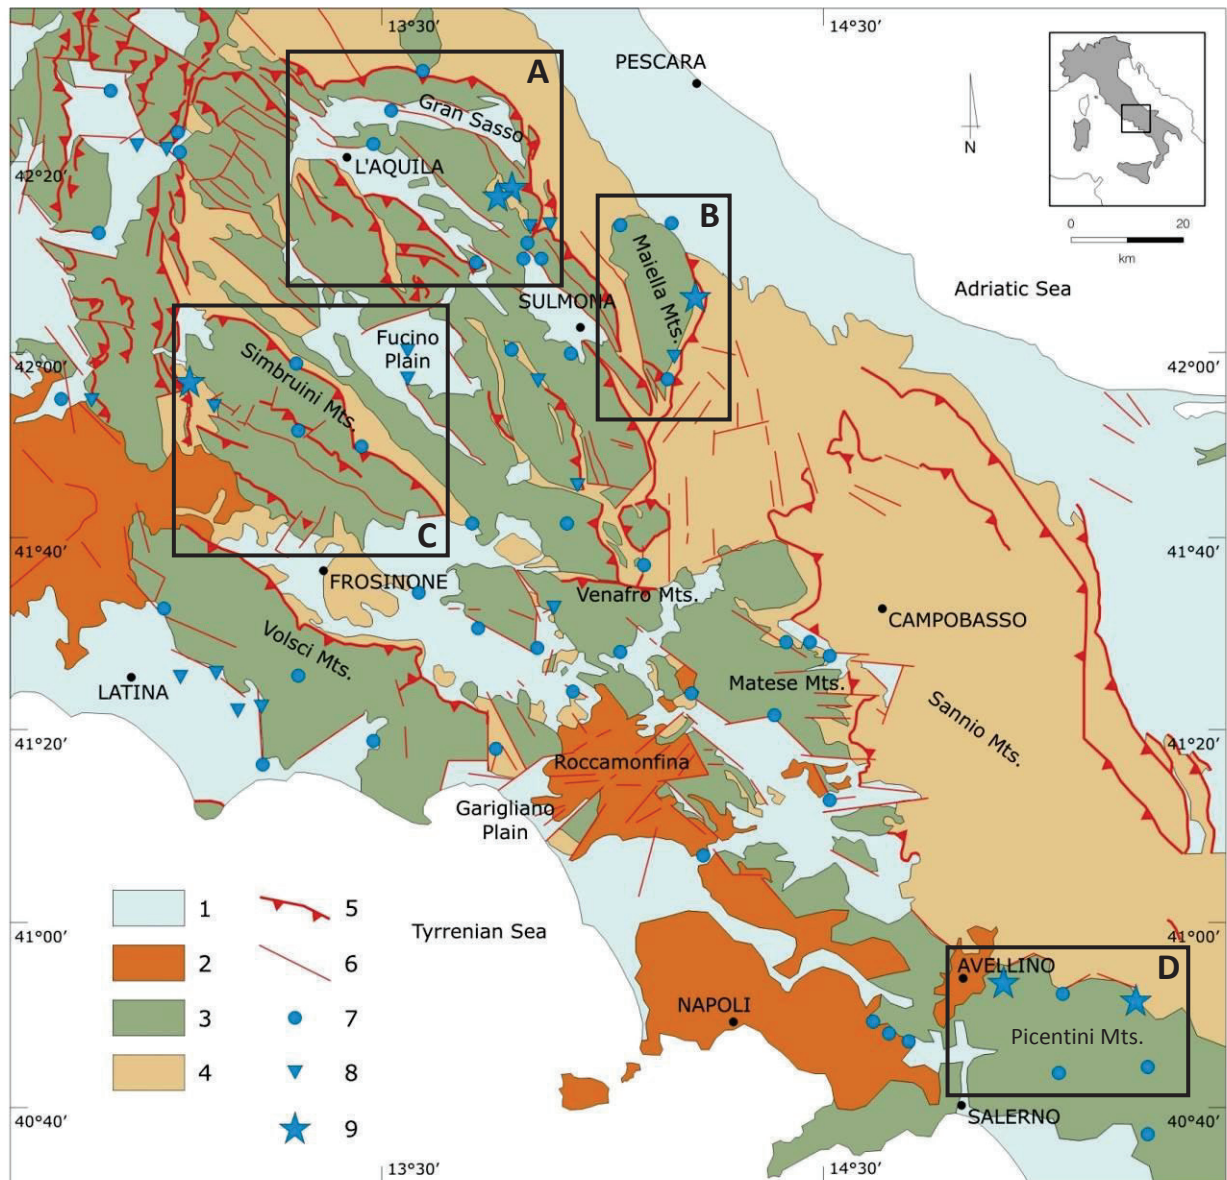 13°30’
14°30’
PESCARA
A
Gran Sasso
N
L'AQUILA
42°20’
B
0
20
km
Maiella Mts.
Adriatic Sea
SULMONA
Fucino
Plain
42°00’
42°00’
Simbruini Mts.
C
41°40’
41°40’
FROSINONE
Venafro Mts.
CAMPOBASSO
Volsci Mts.
LATINA
Matese Mts.
Sannio Mts.
41°20’
41°20’
Roccamonfina
Garigliano
Plain
1
5
Tyrrenian Sea
41°00’
41°00’
2
6
AVELLINO
D
NAPOLI
3
7
Picentini Mts.
4
8
40°40’
SALERNO
40°40’
9
13°30’
14°30’